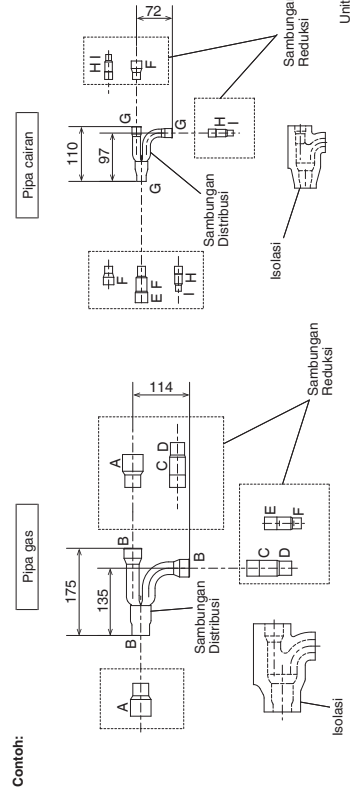 Contoh:
Pipa gas
175
135
B
B
B
114
A
A
C D
C
D
E
F
Sambungan
Distribusi
Sambungan
Reduksi
Isolasi
Pipa cairan
110
97
G
G
G
72
H I
F
H
I
F
E F
I H
Sambungan
Distribusi
Sambungan
Reduksi
Isolasi
Unit